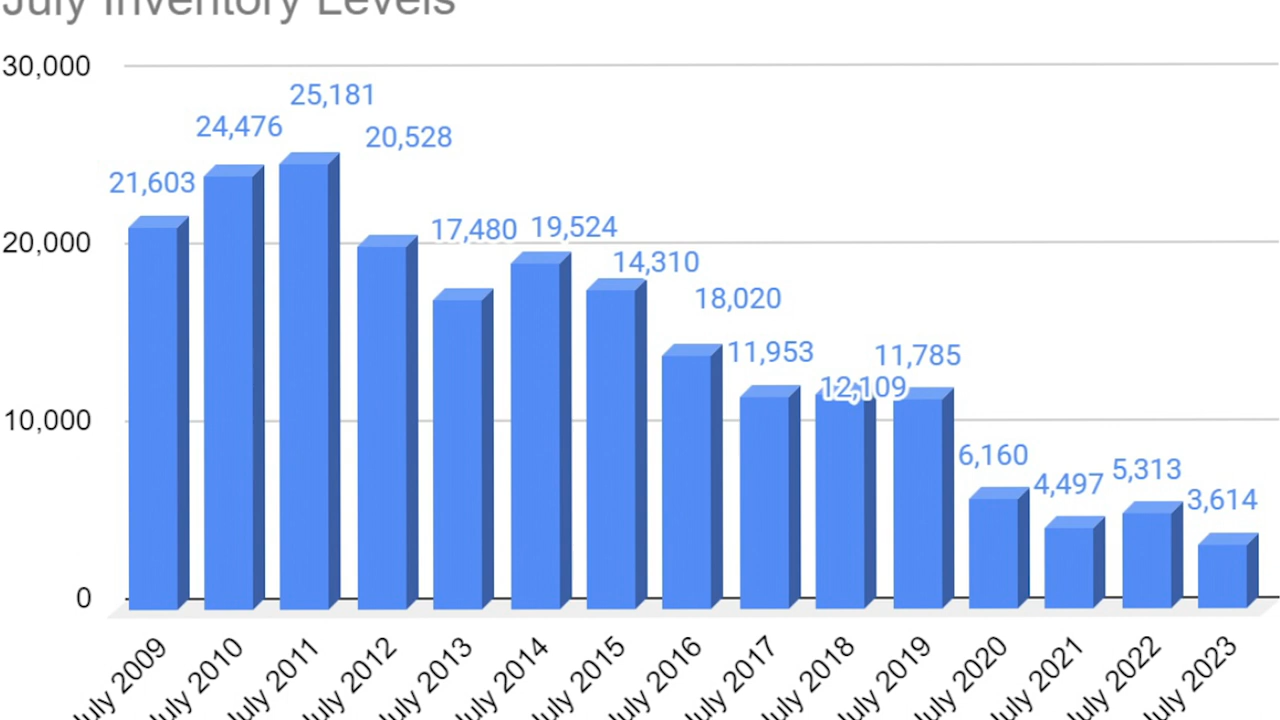 July Inventory Levels
30,000
20,000
10,000
0
21,603
24,476
25,181
20,528
17,480
19,524
14,310
18,020
11,953
12,109
11,785
6,160
4,497
5,313
3,614
July 2009
July 2010
July 2011
July 2012
July 2013
July 2014
July 2015
July 2016
July 2017
July 2018
July 2019
July 2020
July 2021
July 2022
July 2023